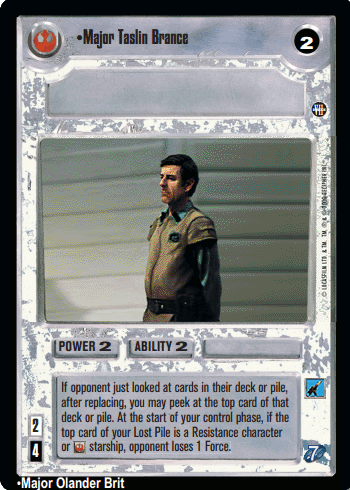 •Major Taslin Brance
2
POWER 2 ABILITY 2
If opponent just looked at cards in their deck or pile,
after replacing, you may peek at the top card of that
deck or pile. At the start of your control phase, if the
top card of your Lost Pile is a Resistance character
or starship, opponent loses 1 Force.
2
4
7
•Major Olander Brit